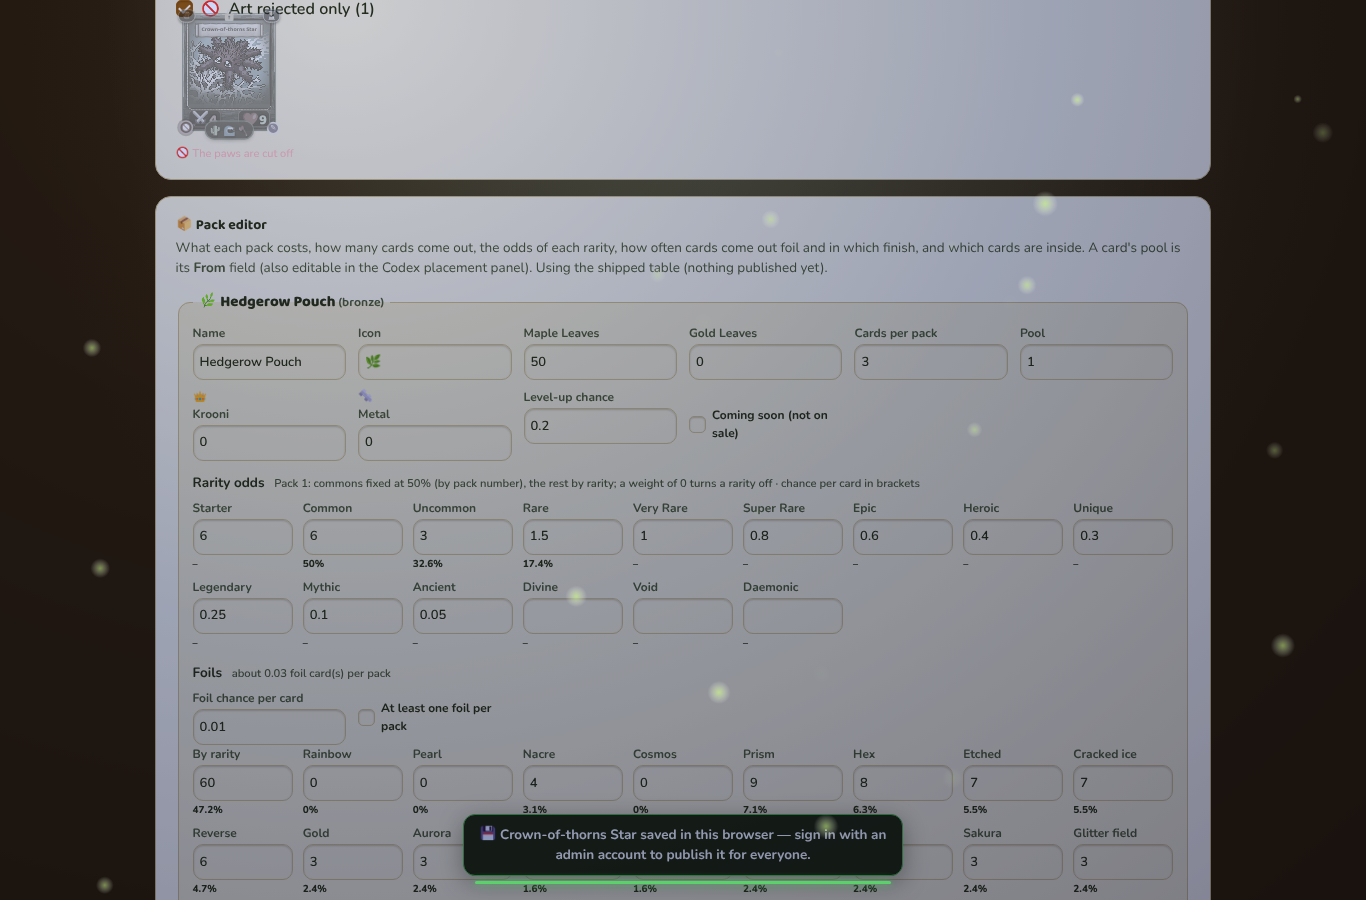 Art rejected only (1)
Crown-of-thorns Star
9
The paws are cut off
Pack editor
What each pack costs, how many cards come out, the odds of each rarity, how often cards come out foil and in which finish, and which cards are inside. A card's pool is
its From field (also editable in the Codex placement panel). Using the shipped table (nothing published yet).
Hedgerow Pouch (bronze)
Name Icon Maple Leaves Gold Leaves Cards per pack Pool
Hedgerow Pouch 50 0 3 1
Krooni Metal Level-up chance Coming soon (not on
sale)
0 0 0.2
Rarity odds Pack 1: commons fixed at 50% (by pack number), the rest by rarity; a weight of 0 turns a rarity off · chance per card in brackets
Starter Common Uncommon Rare Very Rare Super Rare Epic Heroic Unique
6 6 3 1.5 1 0.8 0.6 0.4 0.3
– 50% 32.6% 17.4% – – – – –
Legendary Mythic Ancient Divine Void Daemonic
0.25 0.1 0.05
– – – – – –
Foils about 0.03 foil card(s) per pack
Foil chance per card At least one foil per
pack
0.01
By rarity Rainbow Pearl Nacre Cosmos Prism Hex Etched Cracked ice
60 0 0 4 0 9 8 7 7
47.2% 0% 0% 3.1% 0% 7.1% 6.3% 5.5% 5.5%
Reverse Gold Aurora Sakura Glitter field
6 3 3 3 3
4.7% 2.4% 2.4% 1.6% 1.6% 2.4% 2.4% 2.4% 2.4%
Crown-of-thorns Star saved in this browser — sign in with an
admin account to publish it for everyone.